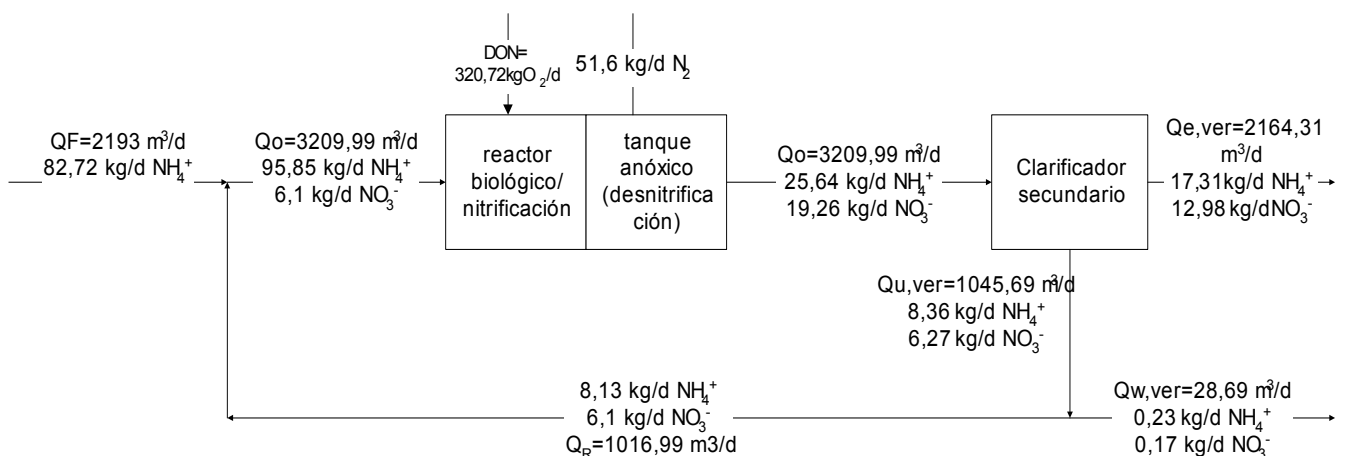 DON=
320,72kgO2/d
51,6 kg/d N2
QF=2193 m3/d
82,72 kg/d NH4+
Qo=3209,99 m3/d
95,85 kg/d NH4+
6,1 kg/d NO3-
reactor
biológico/
nitrificación
tanque
anóxico
(desnitrifica
ción)
Qo=3209,99 m3/d
25,64 kg/d NH4+
19,26 kg/d NO3-
Clarificador
secundario
Qe,ver=2164,31
m3/d
17,31kg/d NH4+
12,98 kg/dNO3-
Qu,ver=1045,69 m3/d
8,36 kg/d NH4+
6,27 kg/d NO3-
8,13 kg/d NH4+
6,1 kg/d NO3-
QR=1016,99 m3/d
Qw,ver=28,69 m3/d
0,23 kg/d NH4+
0,17 kg/d NO3-